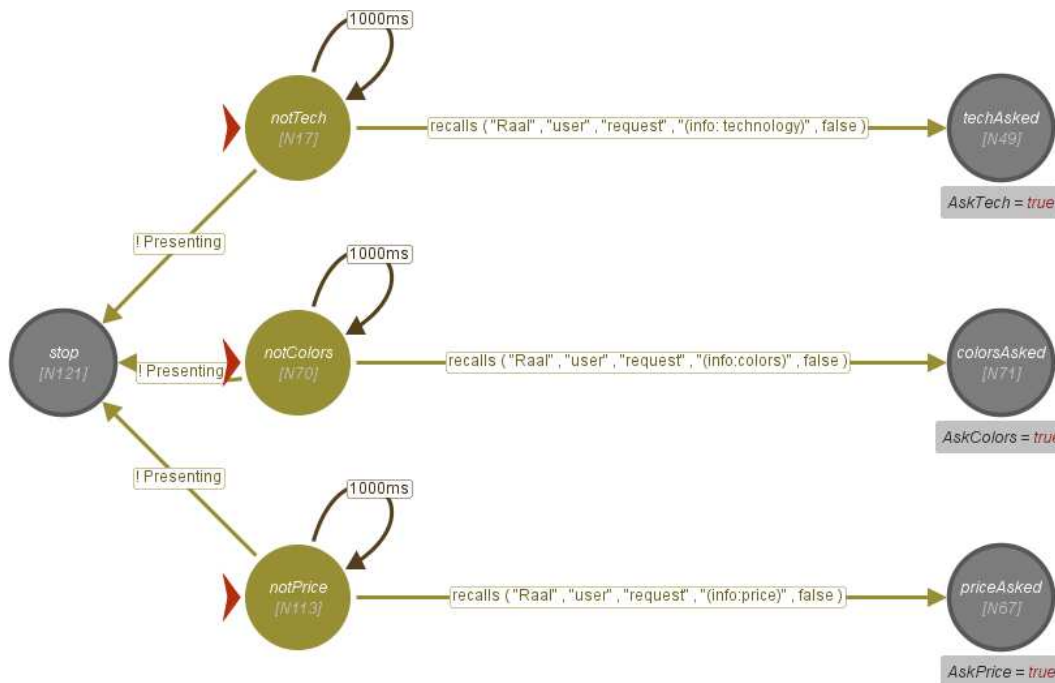 1000ms
notTech
[N17]
recalls ( "Raal" , "user" , "request" , "(info: technology)" , false )
techAsked
[N49]
AskTech = true
! Presenting
1000ms
stop
[N121]
! Presenting
notColors
[N70]
recalls ( "Raal" , "user" , "request" , "(info:colors)" , false )
colorsAsked
[N71]
AskColors = true
! Presenting
1000ms
notPrice
[N113]
recalls ( "Raal" , "user" , "request" , "(info:price)" , false )
priceAsked
[N67]
AskPrice = true